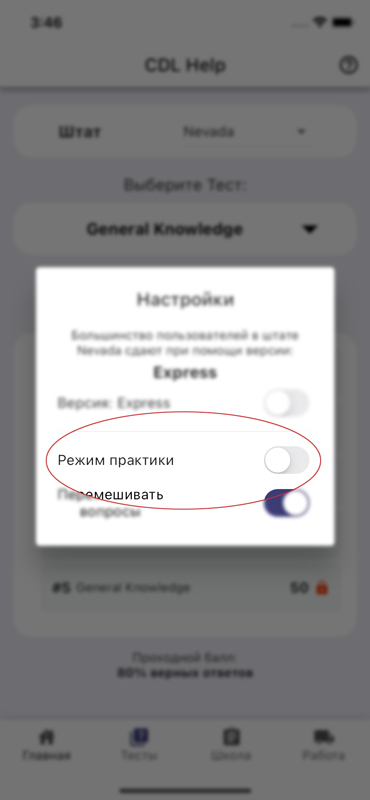 3:46
CDL Help
Штат
Nevada
Выберите Тест:
General Knowledge
Настройки
Большинство пользователей в штате
Nevada сдают при помощи версии:
Express
Версия: Express
Режим практики
Перемешивать
вопросы
#5 General Knowledge 50
Проходной балл:
80% верных ответов
Главная Тесты Школа Работа